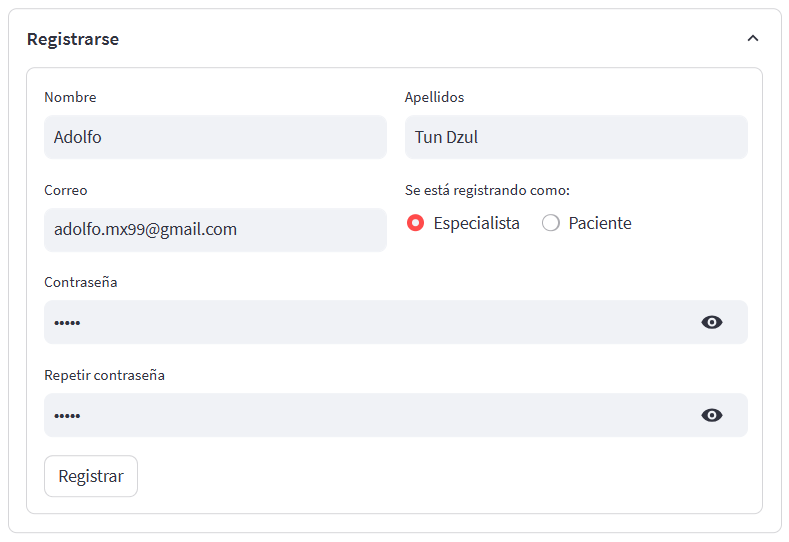 Registrarse
Nombre
Apellidos
Adolfo
Tun Dzul
Correo
Se está registrando como:
adolfo.mx99@gmail.com
Especialista
Paciente
Contraseña
•••••
Repetir contraseña
•••••
Registrar